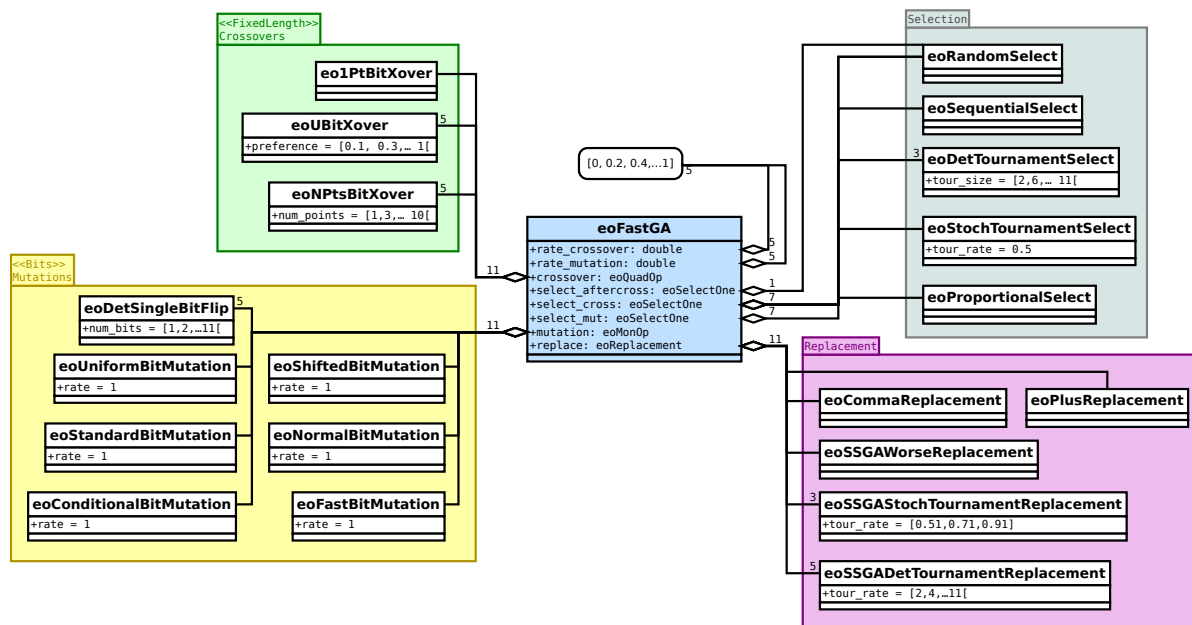 <<FixedLength>>
Crossovers
eo1PtBitXover
eoUBitXover
5
+preference = [0.1, 0.3,… 1[
eoNPtsBitXover
5
+num_points = [1,3,… 10[
<<Bits>>
Mutations
eoDetSingleBitFlip
5
+num_bits = [1,2,…11[
eoUniformBitMutation
+rate = 1
eoShiftedBitMutation
+rate = 1
eoStandardBitMutation
+rate = 1
eoNormalBitMutation
+rate = 1
eoConditionalBitMutation
+rate = 1
eoFastBitMutation
+rate = 1
[0, 0.2, 0.4,…1]
5
eoFastGA
+rate_crossover: double
+rate_mutation: double
+crossover: eoQuadOp
+select_aftercross: eoSelectOne
+select_cross: eoSelectOne
+select_mut: eoSelectOne
+mutation: eoMonOp
+replace: eoReplacement
11
11
5
5
1
7
7
11
Selection
eoRandomSelect
eoSequentialSelect
3
eoDetTournamentSelect
+tour_size = [2,6,… 11[
eoStochTournamentSelect
+tour_rate = 0.5
eoProportionalSelect
Replacement
eoCommaReplacement
eoPlusReplacement
eoSSGAWorseReplacement
3
eoSSGAStochTournamentReplacement
+tour_rate = [0.51,0.71,0.91]
5
eoSSGADetTournamentReplacement
+tour_rate = [2,4,…11[